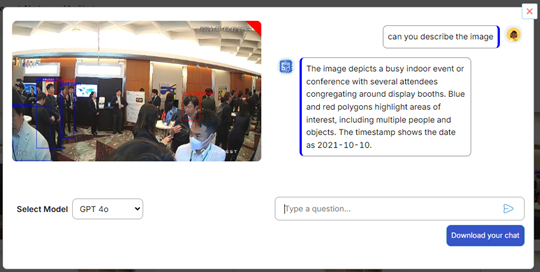 can you describe the image
The image depicts a busy indoor event or
conference with several attendees
congregating around display booths. Blue
and red polygons highlight areas of
interest, including multiple people and
objects. The timestamp shows the date
as 2021-10-10.
Select Model
GPT 4o
Type a question...
Download your chat